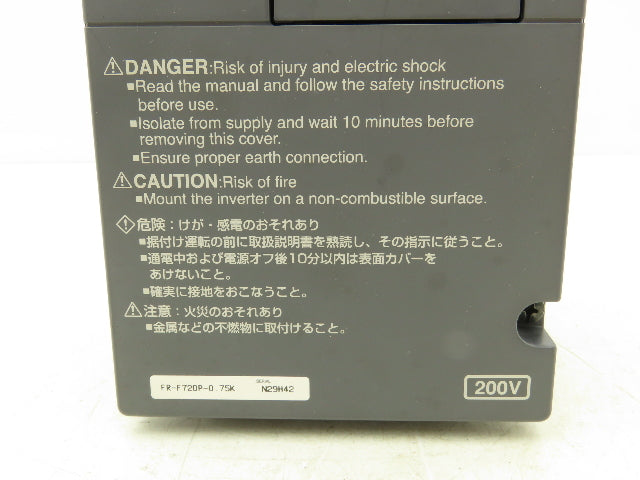 ⚠DANGER:Risk of injury and electric shock
▪Read the manual and follow the safety instructions
before use.
▪Isolate from supply and wait 10 minutes before
removing this cover.
▪Ensure proper earth connection.
⚠CAUTION:Risk of fire
▪Mount the inverter on a non-combustible surface.
危険：けが・感電のおそれあり
▪据付け運転の前に取扱説明書を熟読し、その指示に従うこと。
▪通電中および電源オフ後10分以内は表面カバーを
あけないこと。
▪確実に接地をおこなうこと。
⚠注意：火災のおそれあり
▪金属などの不燃物に取付けること。
FR-F720P-0.75K SERIAL N29H42
200V